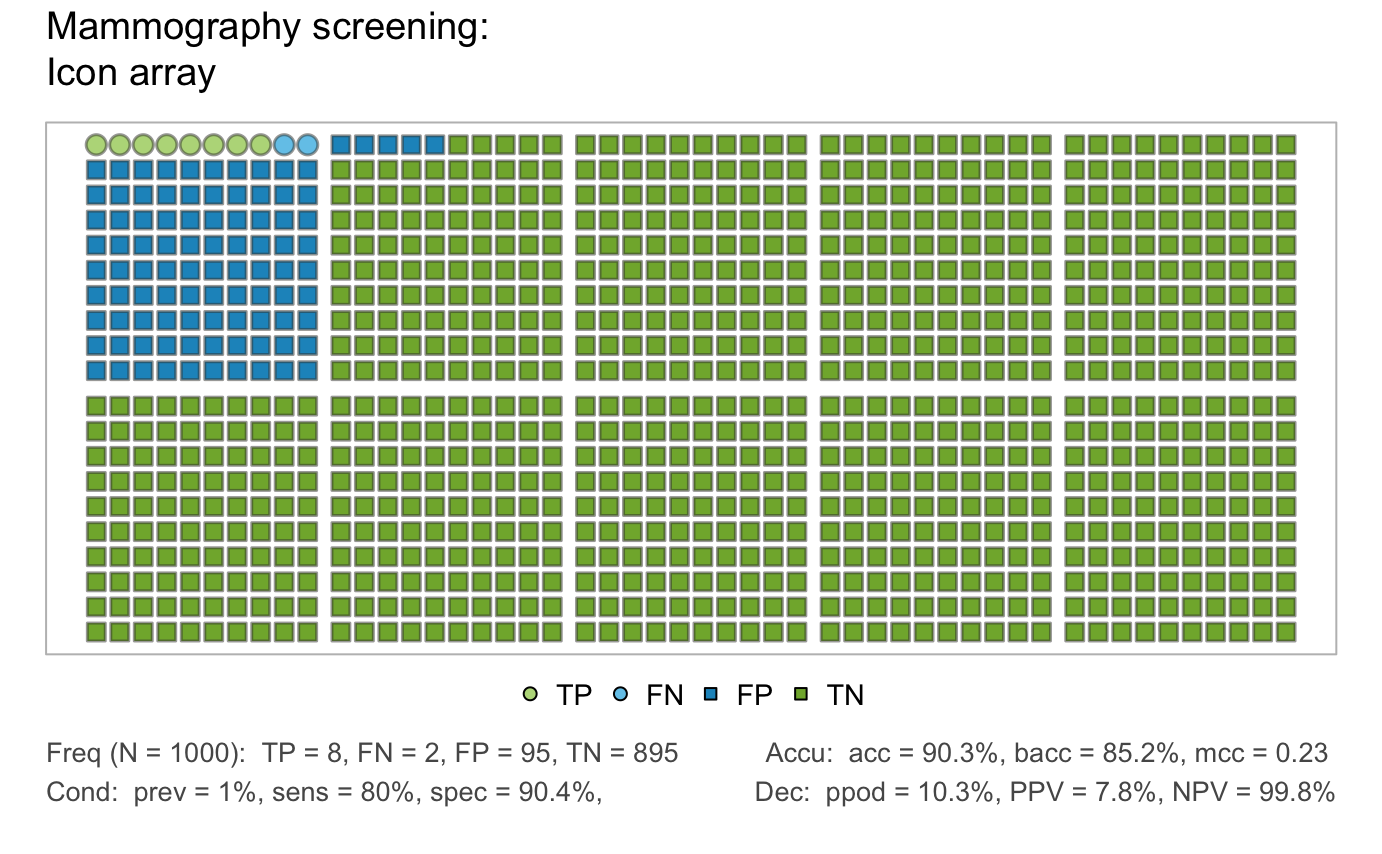 Mammography screening:
Icon array
TP FN FP TN
Freq (N = 1000): TP = 8, FN = 2, FP = 95, TN = 895
Accu: acc = 90.3%, bacc = 85.2%, mcc = 0.23
Cond: prev = 1%, sens = 80%, spec = 90.4%,
Dec: ppod = 10.3%, PPV = 7.8%, NPV = 99.8%